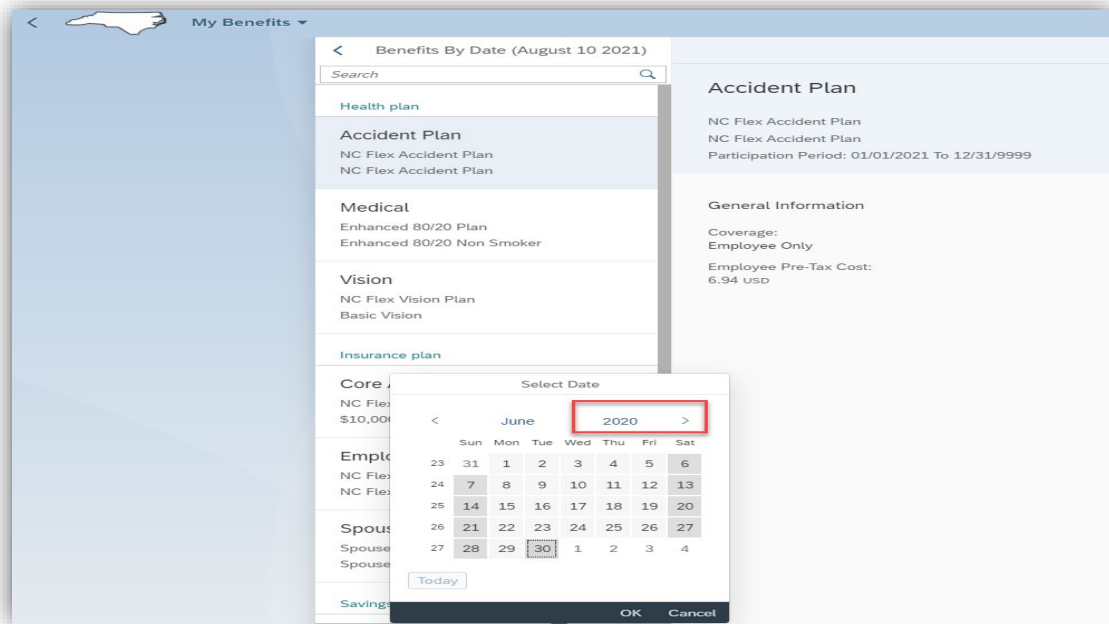 < My Benefits
< Benefits By Date (August 10 2021)
Search
Health plan
Accident Plan
NC Flex Accident Plan
NC Flex Accident Plan
Medical
Enhanced 80/20 Plan
Enhanced 80/20 Non Smoker
Vision
NC Flex Vision Plan
Basic Vision
Insurance plan
Core
NC Fle
$10,00
Emplo
NC Fle
NC Fle
Spous
Spouse
Spouse
Savings
Accident Plan
NC Flex Accident Plan
NC Flex Accident Plan
Participation Period: 01/01/2021 To 12/31/9999
General Information
Coverage:
Employee Only
Employee Pre-Tax Cost:
6.94 USD
Select Date
< June 2020 >
Sun Mon Tue Wed Thu Fri Sat
23 31 1 2 3 4 5 6
24 7 8 9 10 11 12 13
25 14 15 16 17 18 19 20
26 21 22 23 24 25 26 27
27 28 29 30 1 2 3 4
Today
OK Cancel